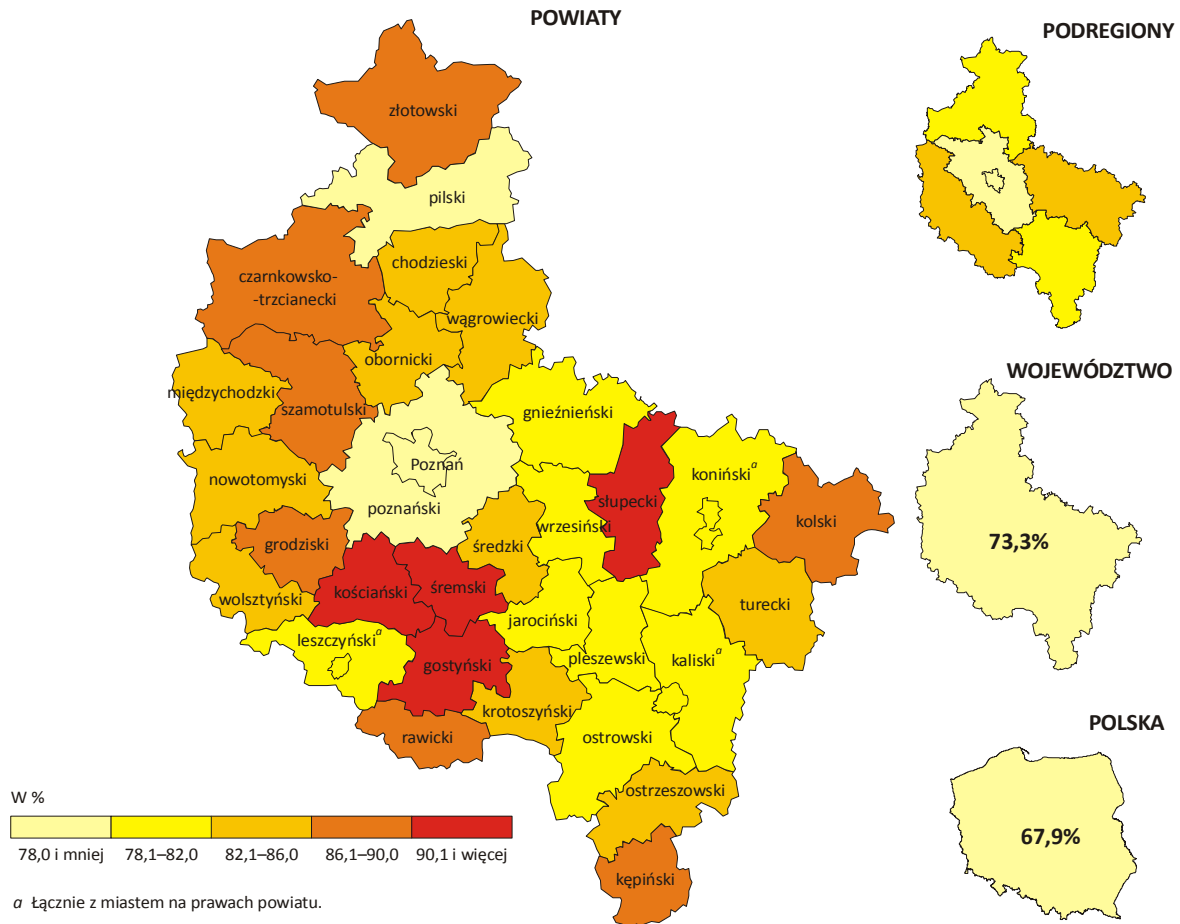 POWIATY
PODREGIONY
złotowski
pilski
chodzieski
czarnkowsko-
-trzcianecki
wągrowiecki
obornicki
WOJEWÓDZTWO
międzychodzki
szamotulski
gnieźnieński
Poznań
nowotomyski
koniński a
słupecki
poznański
wrzesiński
kolski
grodziski
średzki
73,3%
kościański
śremski
wolsztyński
turecki
jarociński
leszczyński a
gostyński
pleszewski
kaliski a
krotoszyński
POLSKA
rawicki
ostrowski
ostrzeszowski
W %
67,9%
78,0 i mniej 78,1–82,0 82,1–86,0 86,1–90,0 90,1 i więcej
kępiński
a Łącznie z miastem na prawach powiatu.